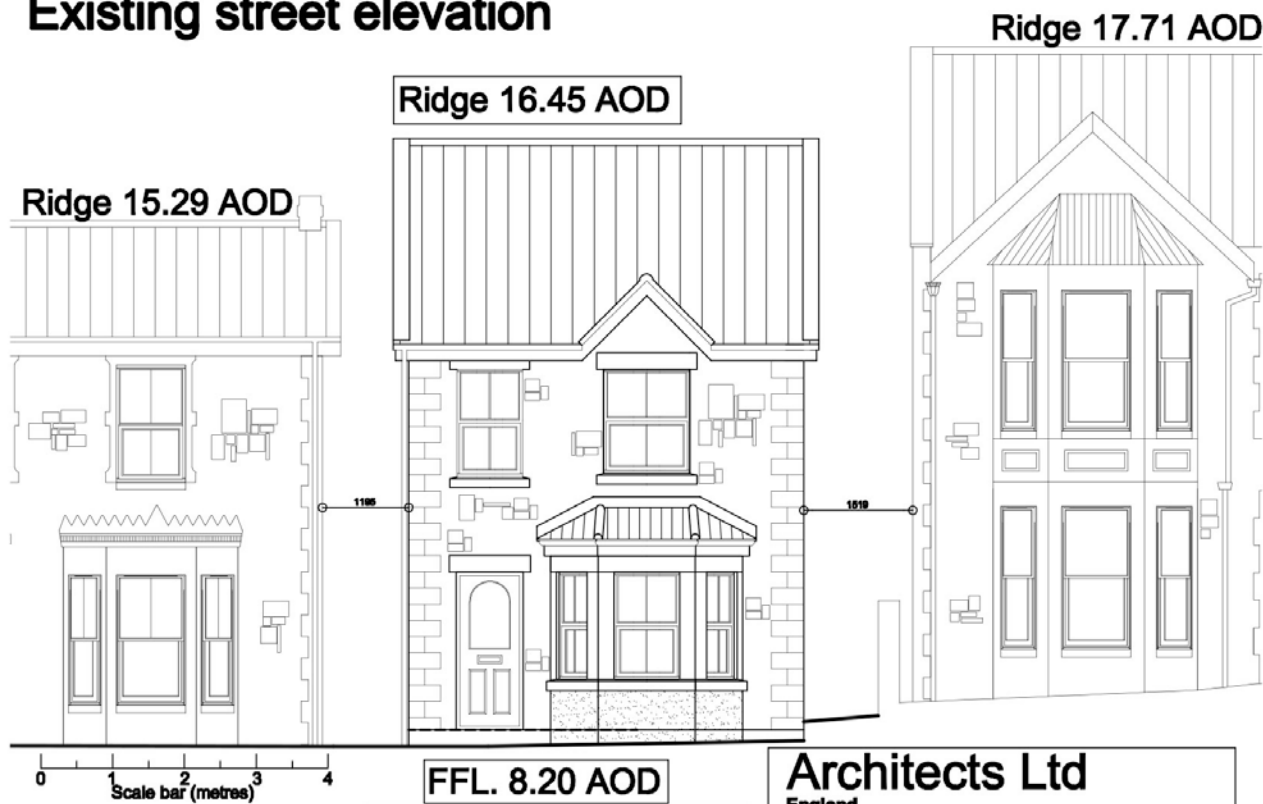 Existing street elevation
Ridge 17.71 AOD
Ridge 16.45 AOD
Ridge 15.29 AOD
1195
1519
0 1 2 3 4
Scale bar (metres)
FFL. 8.20 AOD
Architects Ltd
England